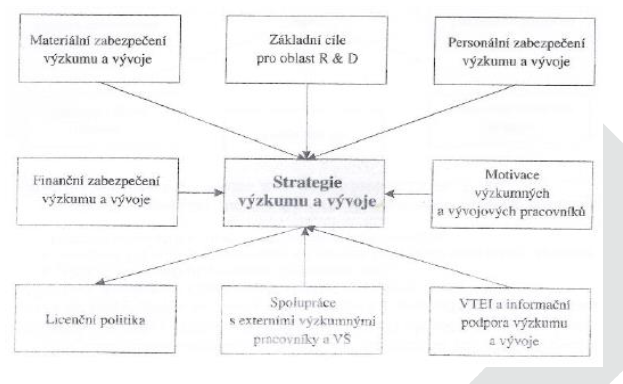 Materiální zabezpečení
výzkumu a vývoje
Základní cíle
pro oblast R & D
Personální zabezpečení
výzkumu a vývoje
Finanční zabezpečení
výzkumu a vývoje
Strategie
výzkumu a vývoje
Motivace
výzkumných
a vývojových pracovníků
Licenční politika
Spolupráce
s externími výzkumnými
pracovníky a VŠ
VTEI a informační
podpora výzkumu
a vývoje